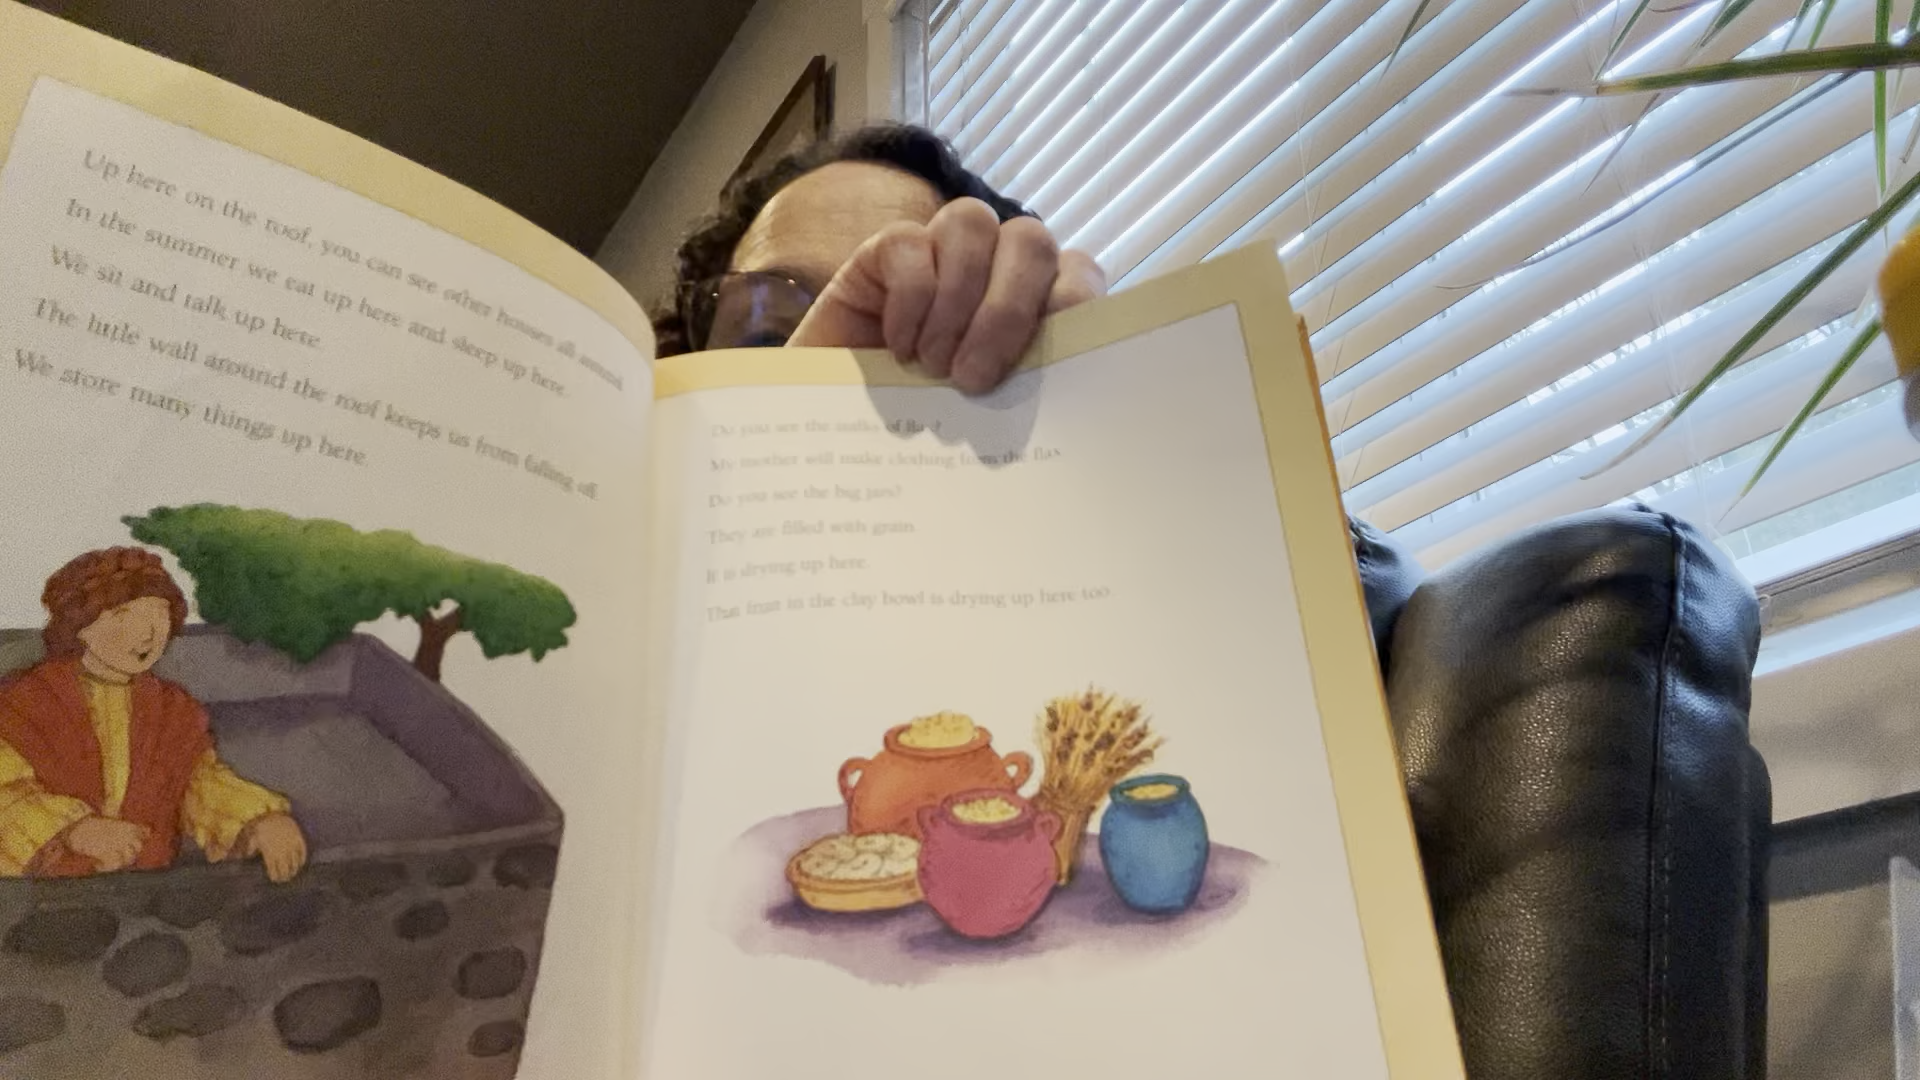 Up here on the roof, you can see other houses all around.
In the summer we eat up here and sleep up here.
We sit and talk up here.
The little wall around the roof keeps us from falling off.
We store many things up here.
Do you see the stalks of flax?
My mother will make clothing from the flax.
Do you see the big jars?
They are filled with grain.
It is drying up here.
That fruit in the clay bowl is drying up here too.